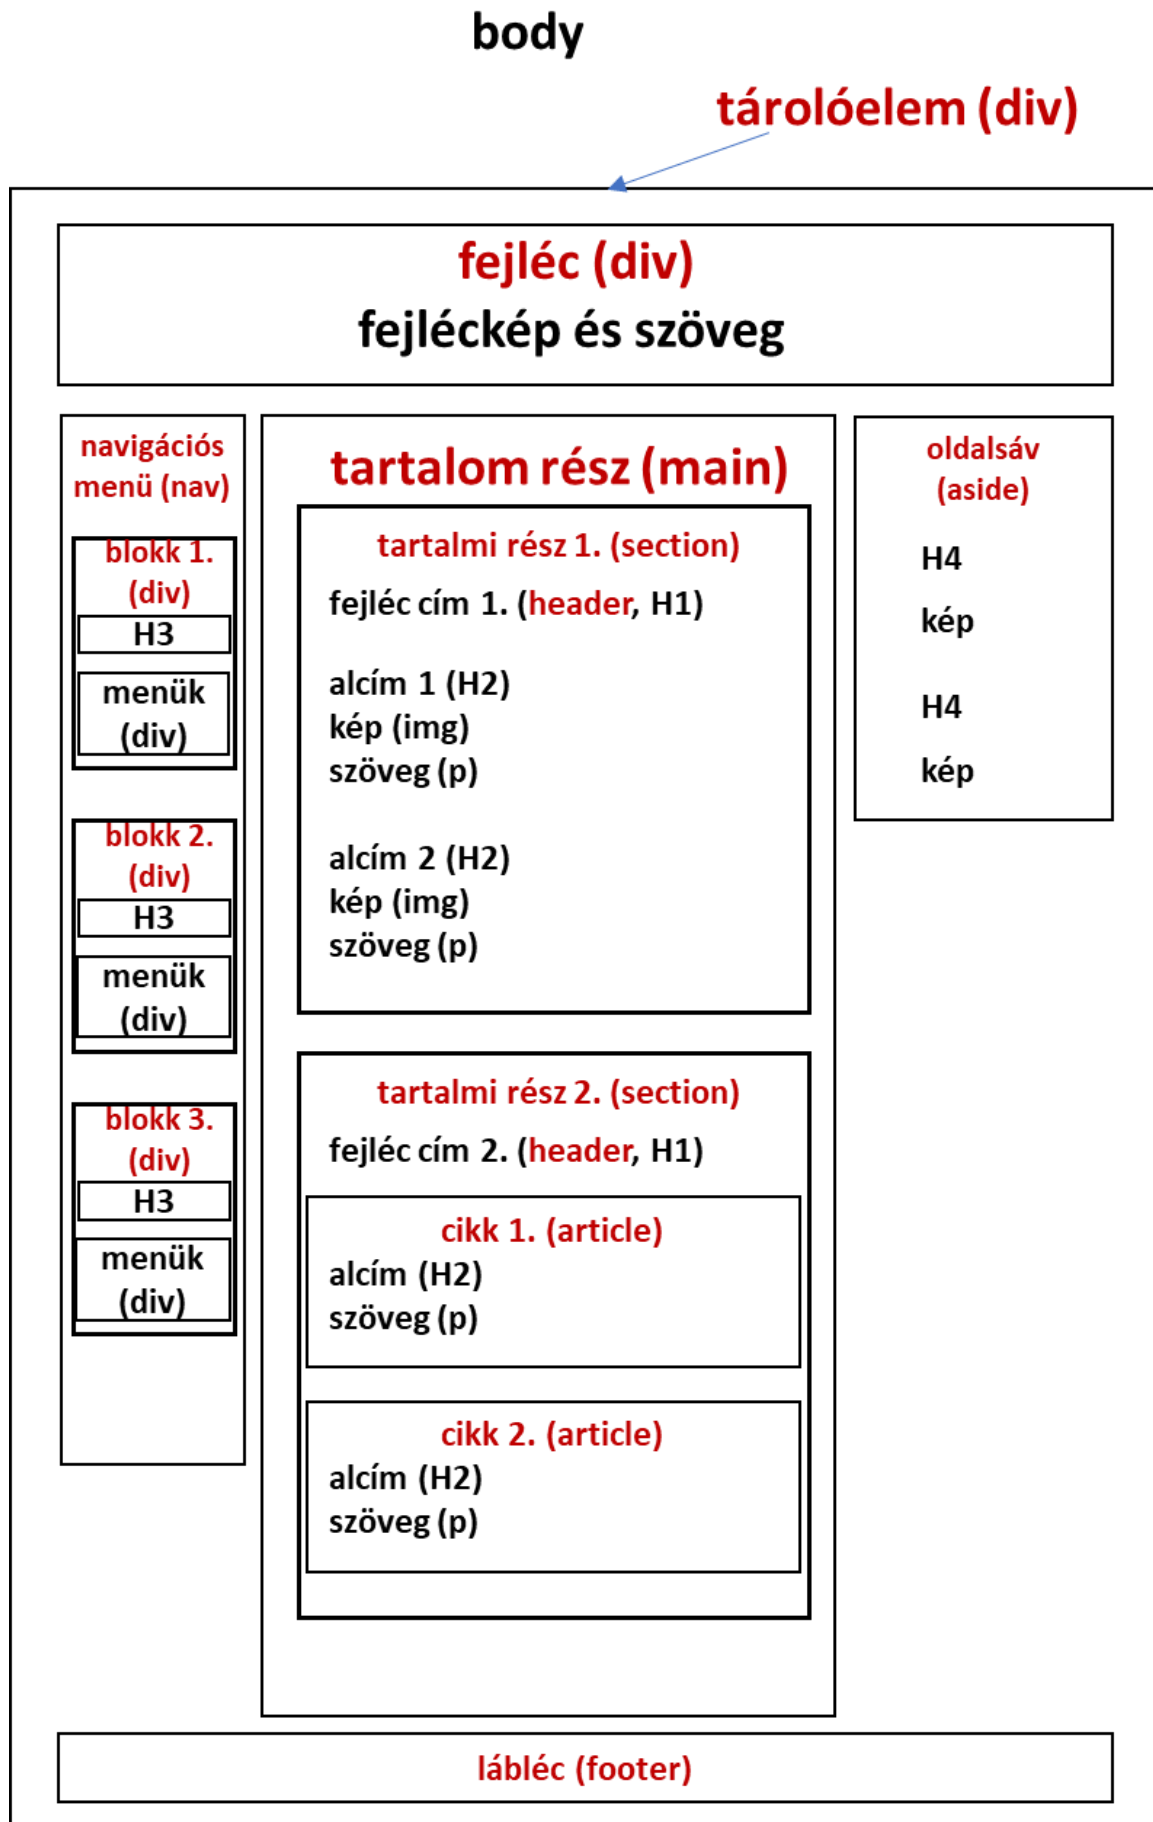 body
tárolóelem (div)
fejléc (div)
fejléckép és szöveg
navigációs
menü (nav)
blokk 1.
(div)
H3
menük
(div)
blokk 2.
(div)
H3
menük
(div)
blokk 3.
(div)
H3
menük
(div)
tartalom rész (main)
tartalmi rész 1. (section)
fejléc cím 1. (header, H1)
alcím 1 (H2)
kép (img)
szöveg (p)
alcím 2 (H2)
kép (img)
szöveg (p)
tartalmi rész 2. (section)
fejléc cím 2. (header, H1)
cikk 1. (article)
alcím (H2)
szöveg (p)
cikk 2. (article)
alcím (H2)
szöveg (p)
oldalsáv
(aside)
H4
kép
H4
kép
lábléc (footer)